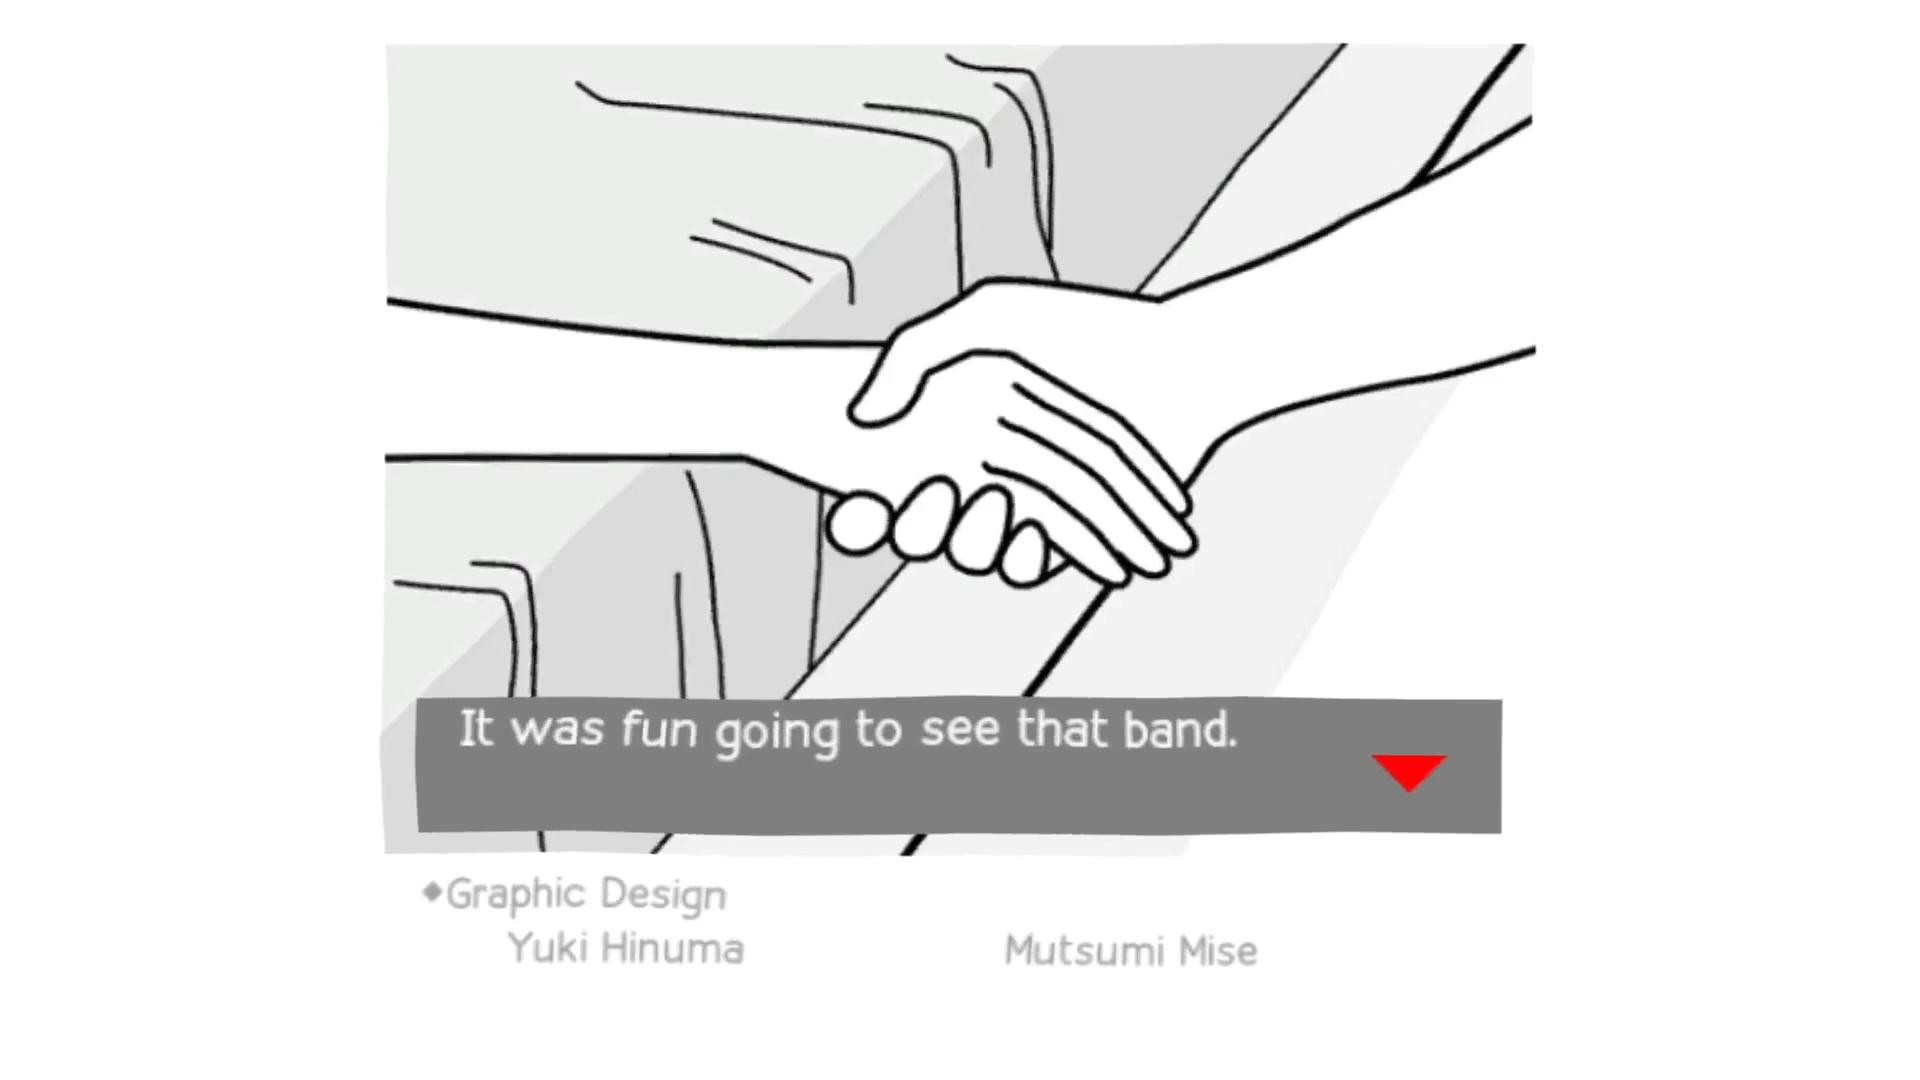 It was fun going to see that band.
◆Graphic Design
Yuki Hinuma Mutsumi Mise